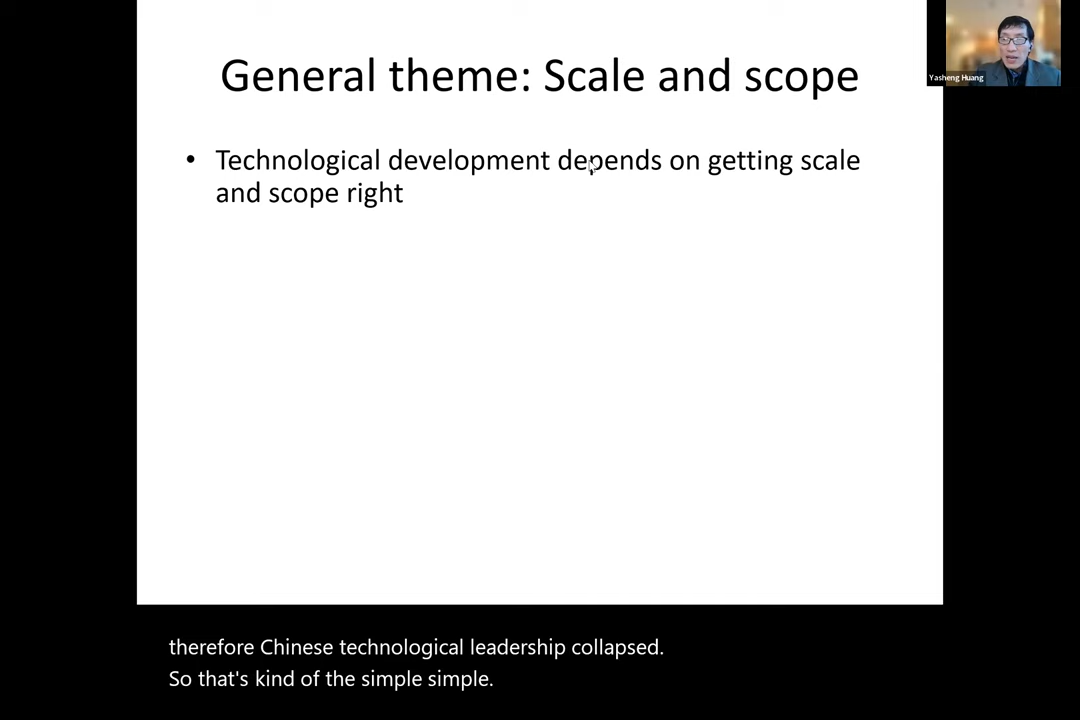 General theme: Scale and scope
Yasheng Huang
• Technological development depends on getting scale
and scope right
therefore Chinese technological leadership collapsed.
So that's kind of the simple simple.